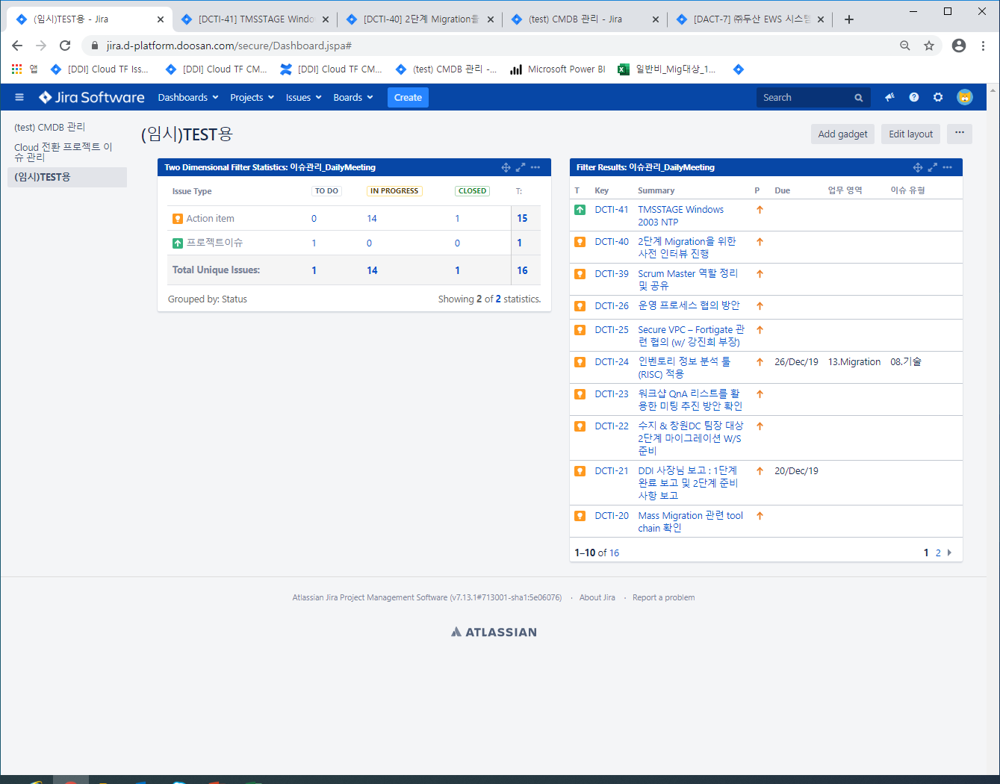 (임시)TEST용 - Jira
[DCTI-41] TMSSTAGE Windo
[DCTI-40] 2단계 Migration을
(test) CMDB 관리 - Jira
[DACT-7] ㈜두산 EWS 시스템
jira.d-platform.doosan.com/secure/Dashboard.jspa#
앱
[DDI] Cloud TF Iss...
[DDI] Cloud TF CM...
[DDI] Cloud TF CM...
(test) CMDB 관리 -...
Microsoft Power BI
일반비_Mig대상_1...
Jira Software
Dashboards
Projects
Issues
Boards
Create
Search
(test) CMDB 관리
Cloud 전환 프로젝트 이
슈 관리
(임시)TEST용
(임시)TEST용
Add gadget
Edit layout
Two Dimensional Filter Statistics: 이슈관리_DailyMeeting
Issue Type TO DO IN PROGRESS CLOSED T:
Action item 0 14 1 15
프로젝트이슈 1 0 0 1
Total Unique Issues: 1 14 1 16
Grouped by: Status Showing 2 of 2 statistics.
Filter Results: 이슈관리_DailyMeeting
T Key Summary P Due 업무 영역 이슈 유형
DCTI-41 TMSSTAGE Windows
2003 NTP
DCTI-40 2단계 Migration을 위한
사전 인터뷰 진행
DCTI-39 Scrum Master 역할 정리
및 공유
DCTI-26 운영 프로세스 협의 방안
DCTI-25 Secure VPC – Fortigate 관
련 협의 (w/ 강진희 부장)
DCTI-24 인벤토리 정보 분석 툴 26/Dec/19 13.Migration 08.기술
(RISC) 적용
DCTI-23 워크샵 QnA 리스트를 활
용한 미팅 추진 방안 확인
DCTI-22 수지 & 창원DC 팀장 대상
2단계 마이그레이션 W/S
준비
DCTI-21 DDI 사장님 보고 : 1단계 20/Dec/19
완료 보고 및 2단계 준비
사항 보고
DCTI-20 Mass Migration 관련 tool
chain 확인
1–10 of 16 1 2
Atlassian Jira Project Management Software (v7.13.1#713001-sha1:5e06076) · About Jira · Report a problem
ATLASSIAN